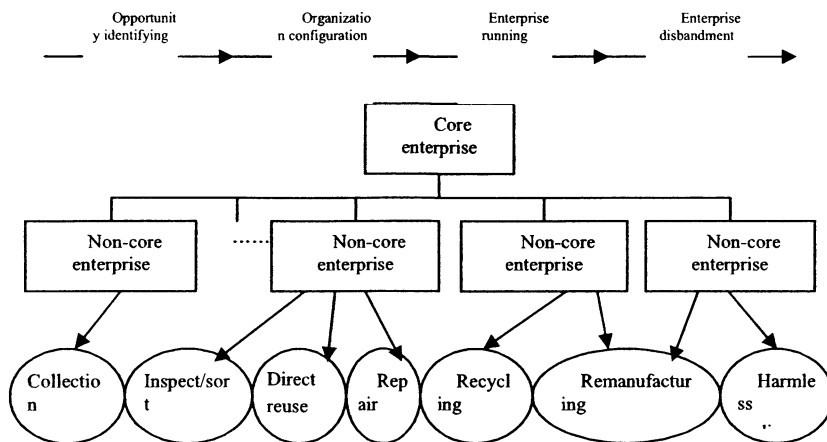 Opportunit
y identifying
Organizatio
n configuration
Enterprise
running
Enterprise
disbandment
Core
enterprise
Non-core
enterprise
........
Non-core
enterprise
Non-core
enterprise
Non-core
enterprise
Collectio
n
Inspect/sor
t
Direct
reuse
Rep
air
Recycl
ing
Remanufactur
ing
Harmle
ss